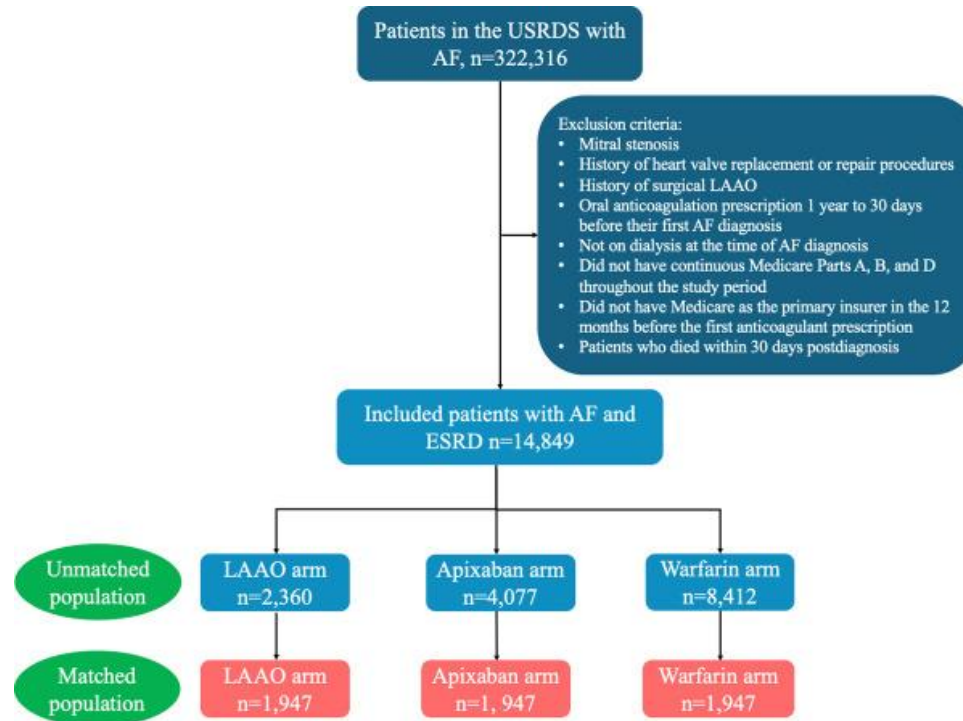 Patients in the USRDS with
AF, n=322,316
Exclusion criteria:
• Mitral stenosis
• History of heart valve replacement or repair procedures
• History of surgical LAAO
• Oral anticoagulation prescription 1 year to 30 days
before their first AF diagnosis
• Not on dialysis at the time of AF diagnosis
• Did not have continuous Medicare Parts A, B, and D
throughout the study period
• Did not have Medicare as the primary insurer in the 12
months before the first anticoagulant prescription
• Patients who died within 30 days postdiagnosis
Included patients with AF and
ESRD n=14,849
Unmatched
population
LAAO arm
n=2,360
Apixaban arm
n=4,077
Warfarin arm
n=8,412
Matched
population
LAAO arm
n=1,947
Apixaban arm
n=1, 947
Warfarin arm
n=1,947